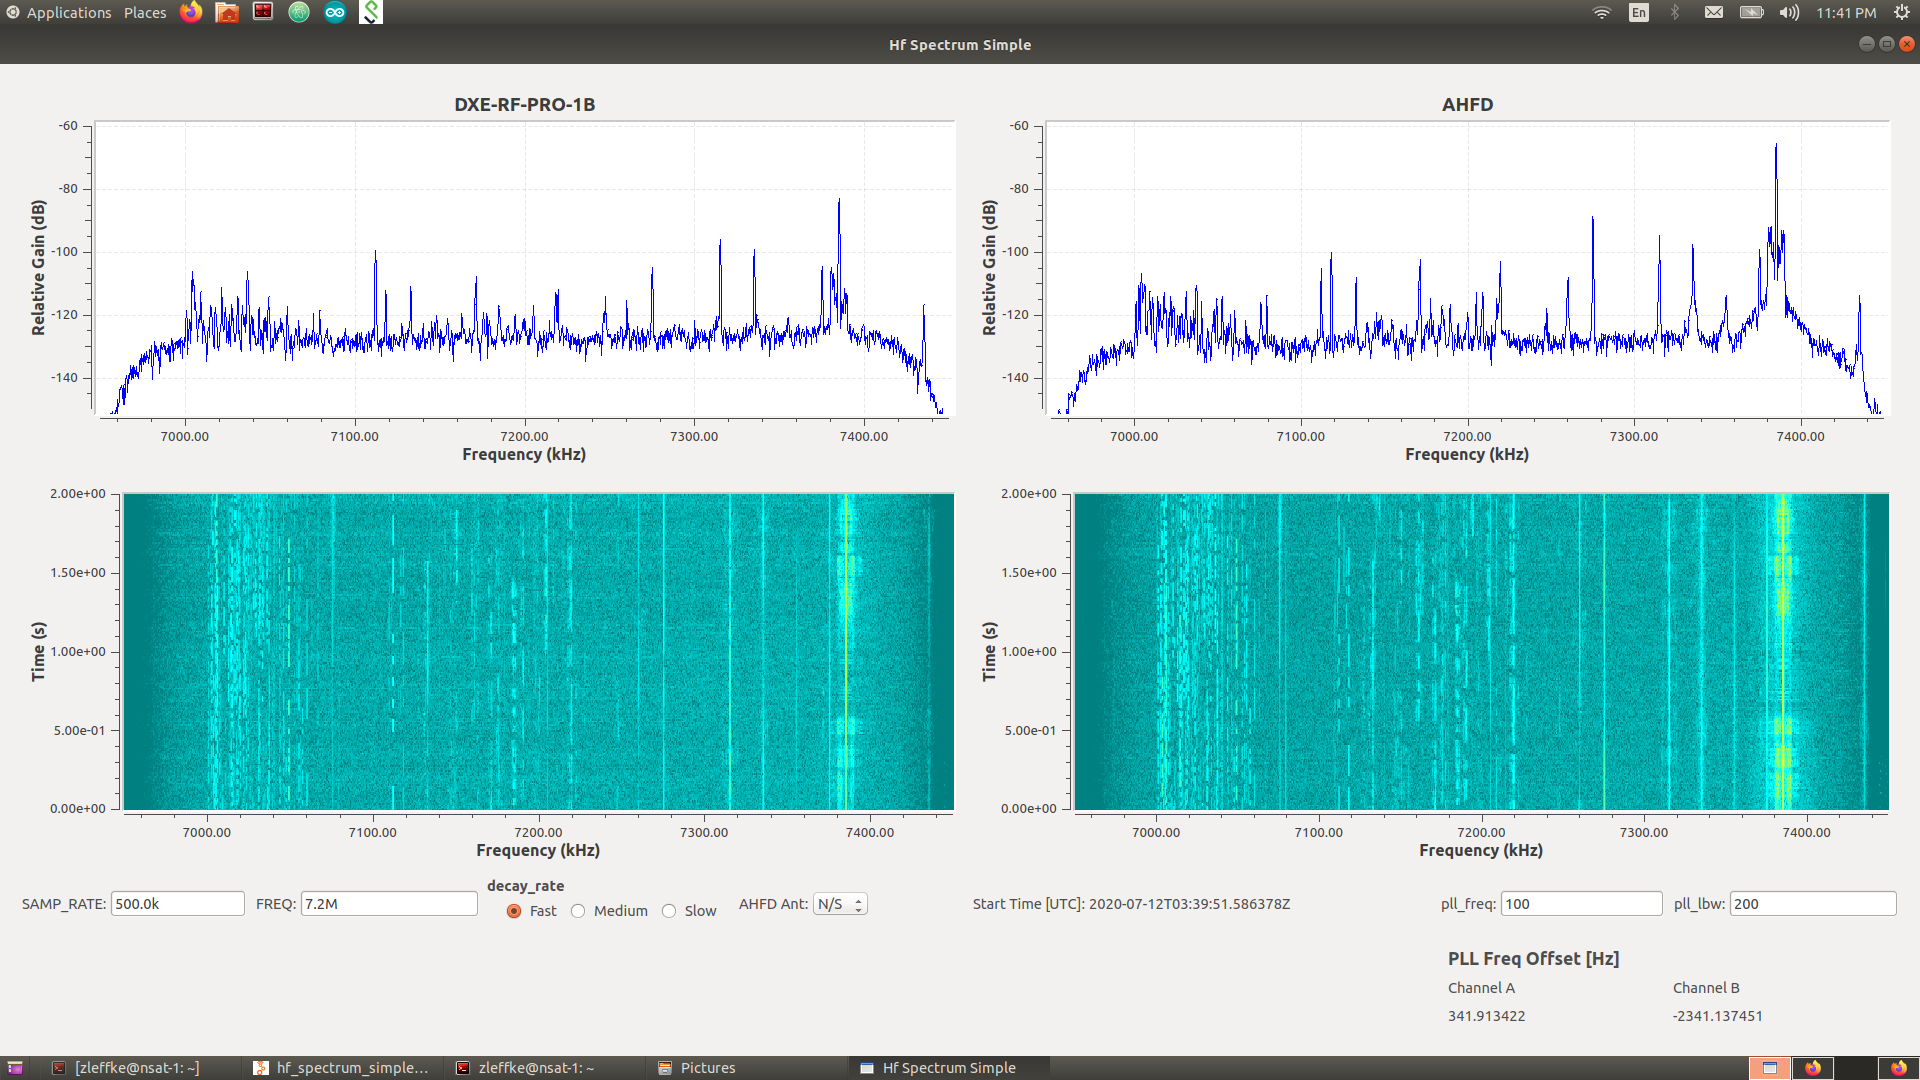 Applications Places En 11:41 PM
Hf Spectrum Simple
DXE-RF-PRO-1B
-60
-80
-100
-120
-140
Relative Gain (dB)
7000.00 7100.00 7200.00 7300.00 7400.00
Frequency (kHz)
AHFD
-60
-80
-100
-120
-140
Relative Gain (dB)
7000.00 7100.00 7200.00 7300.00 7400.00
Frequency (kHz)
2.00e+00
1.50e+00
1.00e+00
5.00e-01
0.00e+00
Time (s)
7000.00 7100.00 7200.00 7300.00 7400.00
Frequency (kHz)
2.00e+00
1.50e+00
1.00e+00
5.00e-01
0.00e+00
Time (s)
7000.00 7100.00 7200.00 7300.00 7400.00
Frequency (kHz)
decay_rate
SAMP_RATE: 500.0k FREQ: 7.2M Fast Medium Slow AHFD Ant: N/S Start Time [UTC]: 2020-07-12T03:39:51.586378Z pll_freq: 100 pll_lbw: 200
PLL Freq Offset [Hz]
Channel A Channel B
341.913422 -2341.137451
[zleffke@nsat-1: ~] hf_spectrum_simple... zleffke@nsat-1: ~ Pictures Hf Spectrum Simple